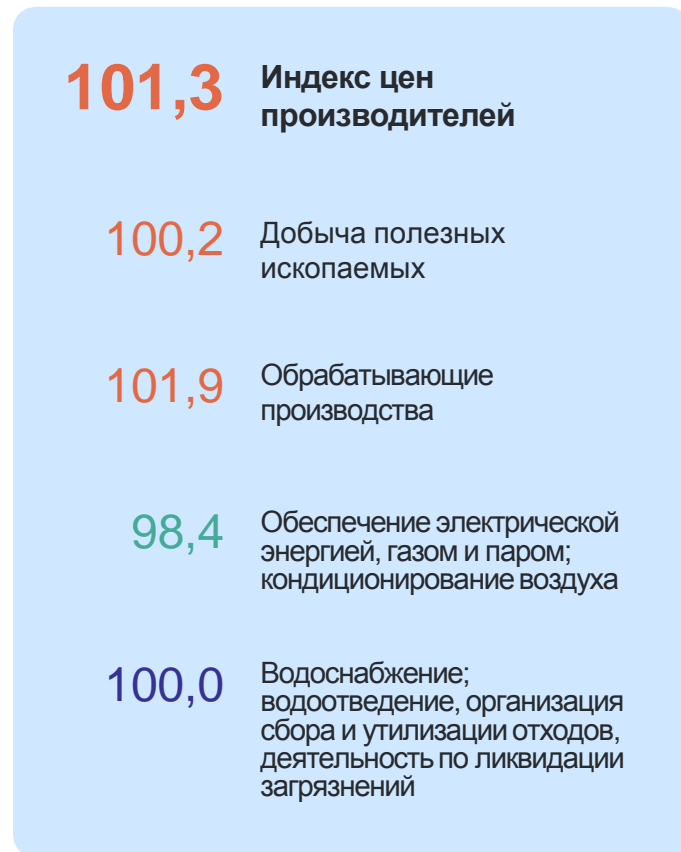 101,3 Индекс цен
производителей
100,2 Добыча полезных
ископаемых
101,9 Обрабатывающие
производства
98,4 Обеспечение электрической
энергией, газом и паром;
кондиционирование воздуха
100,0 Водоснабжение;
водоотведение, организация
сбора и утилизации отходов,
деятельность по ликвидации
загрязнений